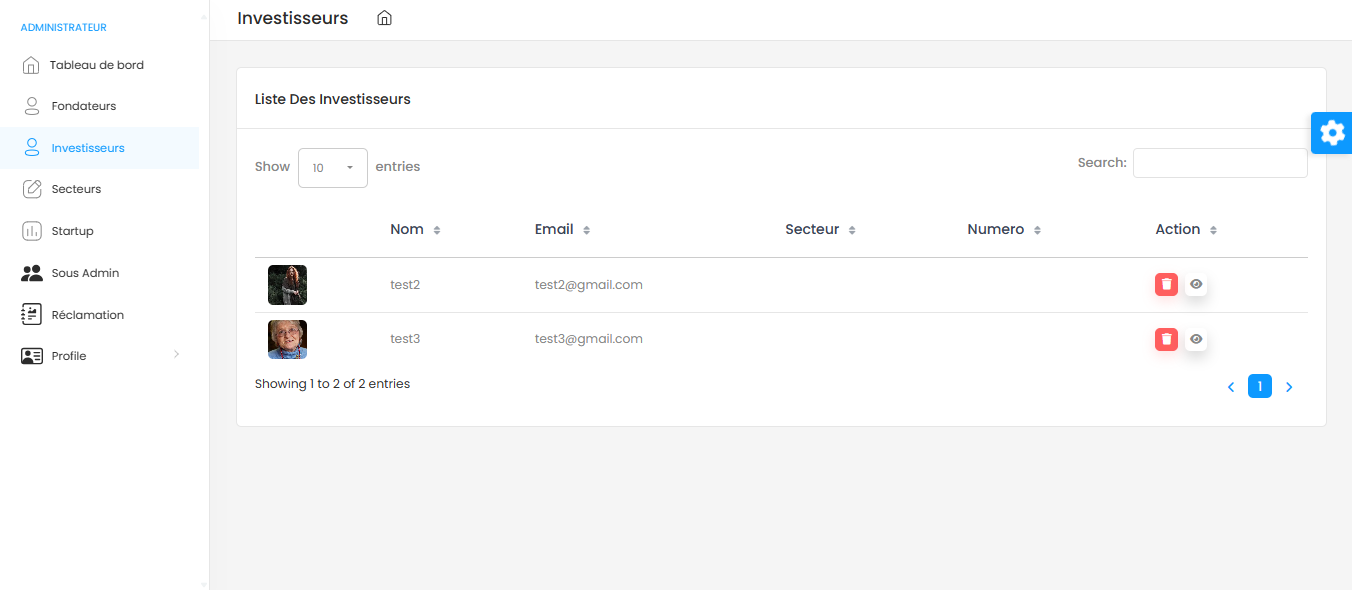 ADMINISTRATEUR
Tableau de bord
Fondateurs
Investisseurs
Secteurs
Startup
Sous Admin
Réclamation
Profile
Investisseurs
Liste Des Investisseurs
Show 10 entries
Search:
Nom Email Secteur Numero Action
test2 test2@gmail.com
test3 test3@gmail.com
Showing 1 to 2 of 2 entries
1